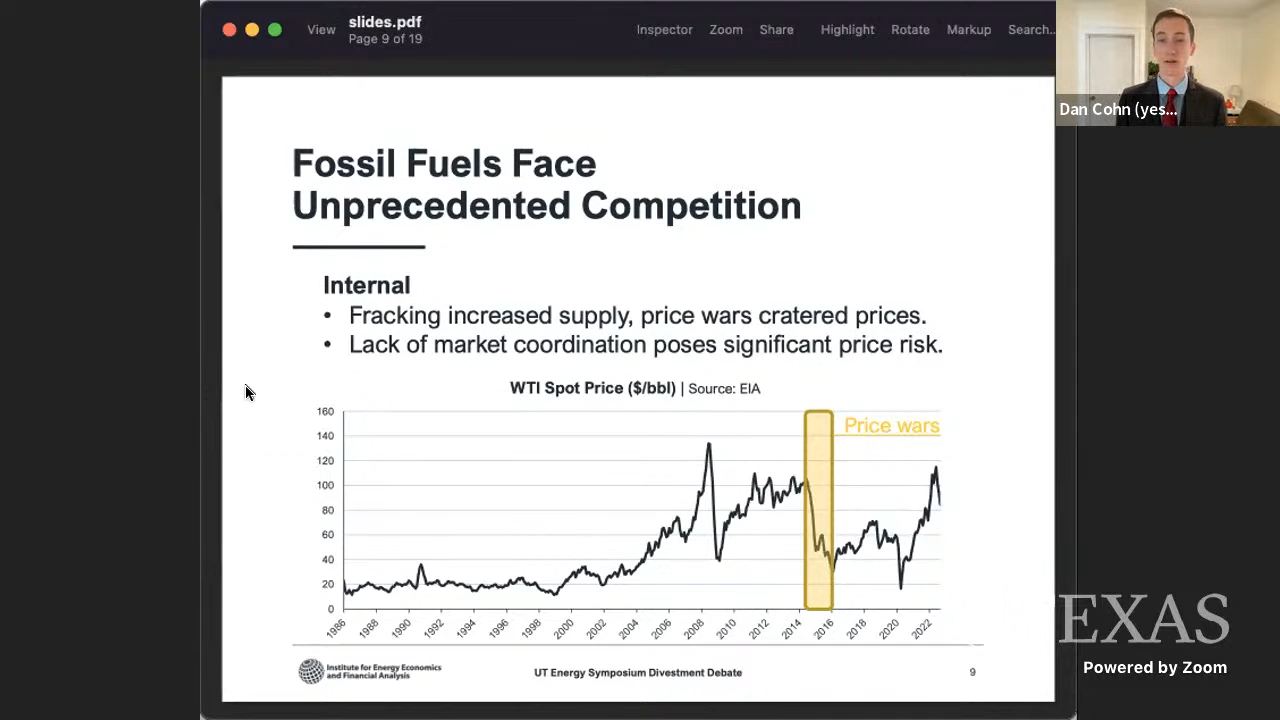 View
slides.pdf
Page 9 of 19
Inspector
Zoom
Share
Highlight
Rotate
Markup
Search...
Dan Cohn (yes...
Fossil Fuels Face
Unprecedented Competition
Internal
• Fracking increased supply, price wars cratered prices.
• Lack of market coordination poses significant price risk.
WTI Spot Price ($/bbl) | Source: EIA
Price wars
160
140
120
100
80
60
40
20
0
1986 1988 1990 1992 1994 1996 1998 2000 2002 2004 2006 2008 2010 2012 2014 2016 2018 2020 2022
Institute for Energy Economics
and Financial Analysis
UT Energy Symposium Divestment Debate
9
TEXAS
Powered by Zoom